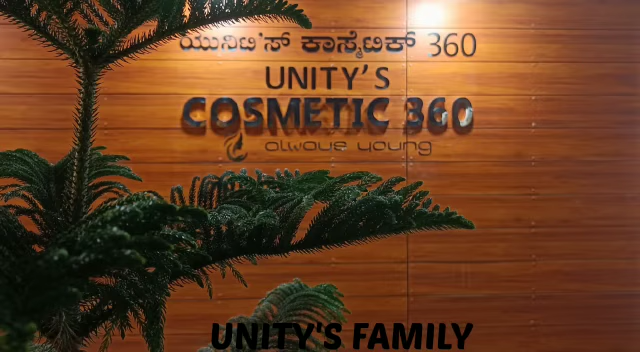 ಯುನಿಟಿ'ಸ್ ಕಾಸ್ಮೆಟಿಕ್ 360
UNITY'S
COSMETIC 360
always young
UNITY'S FAMILY